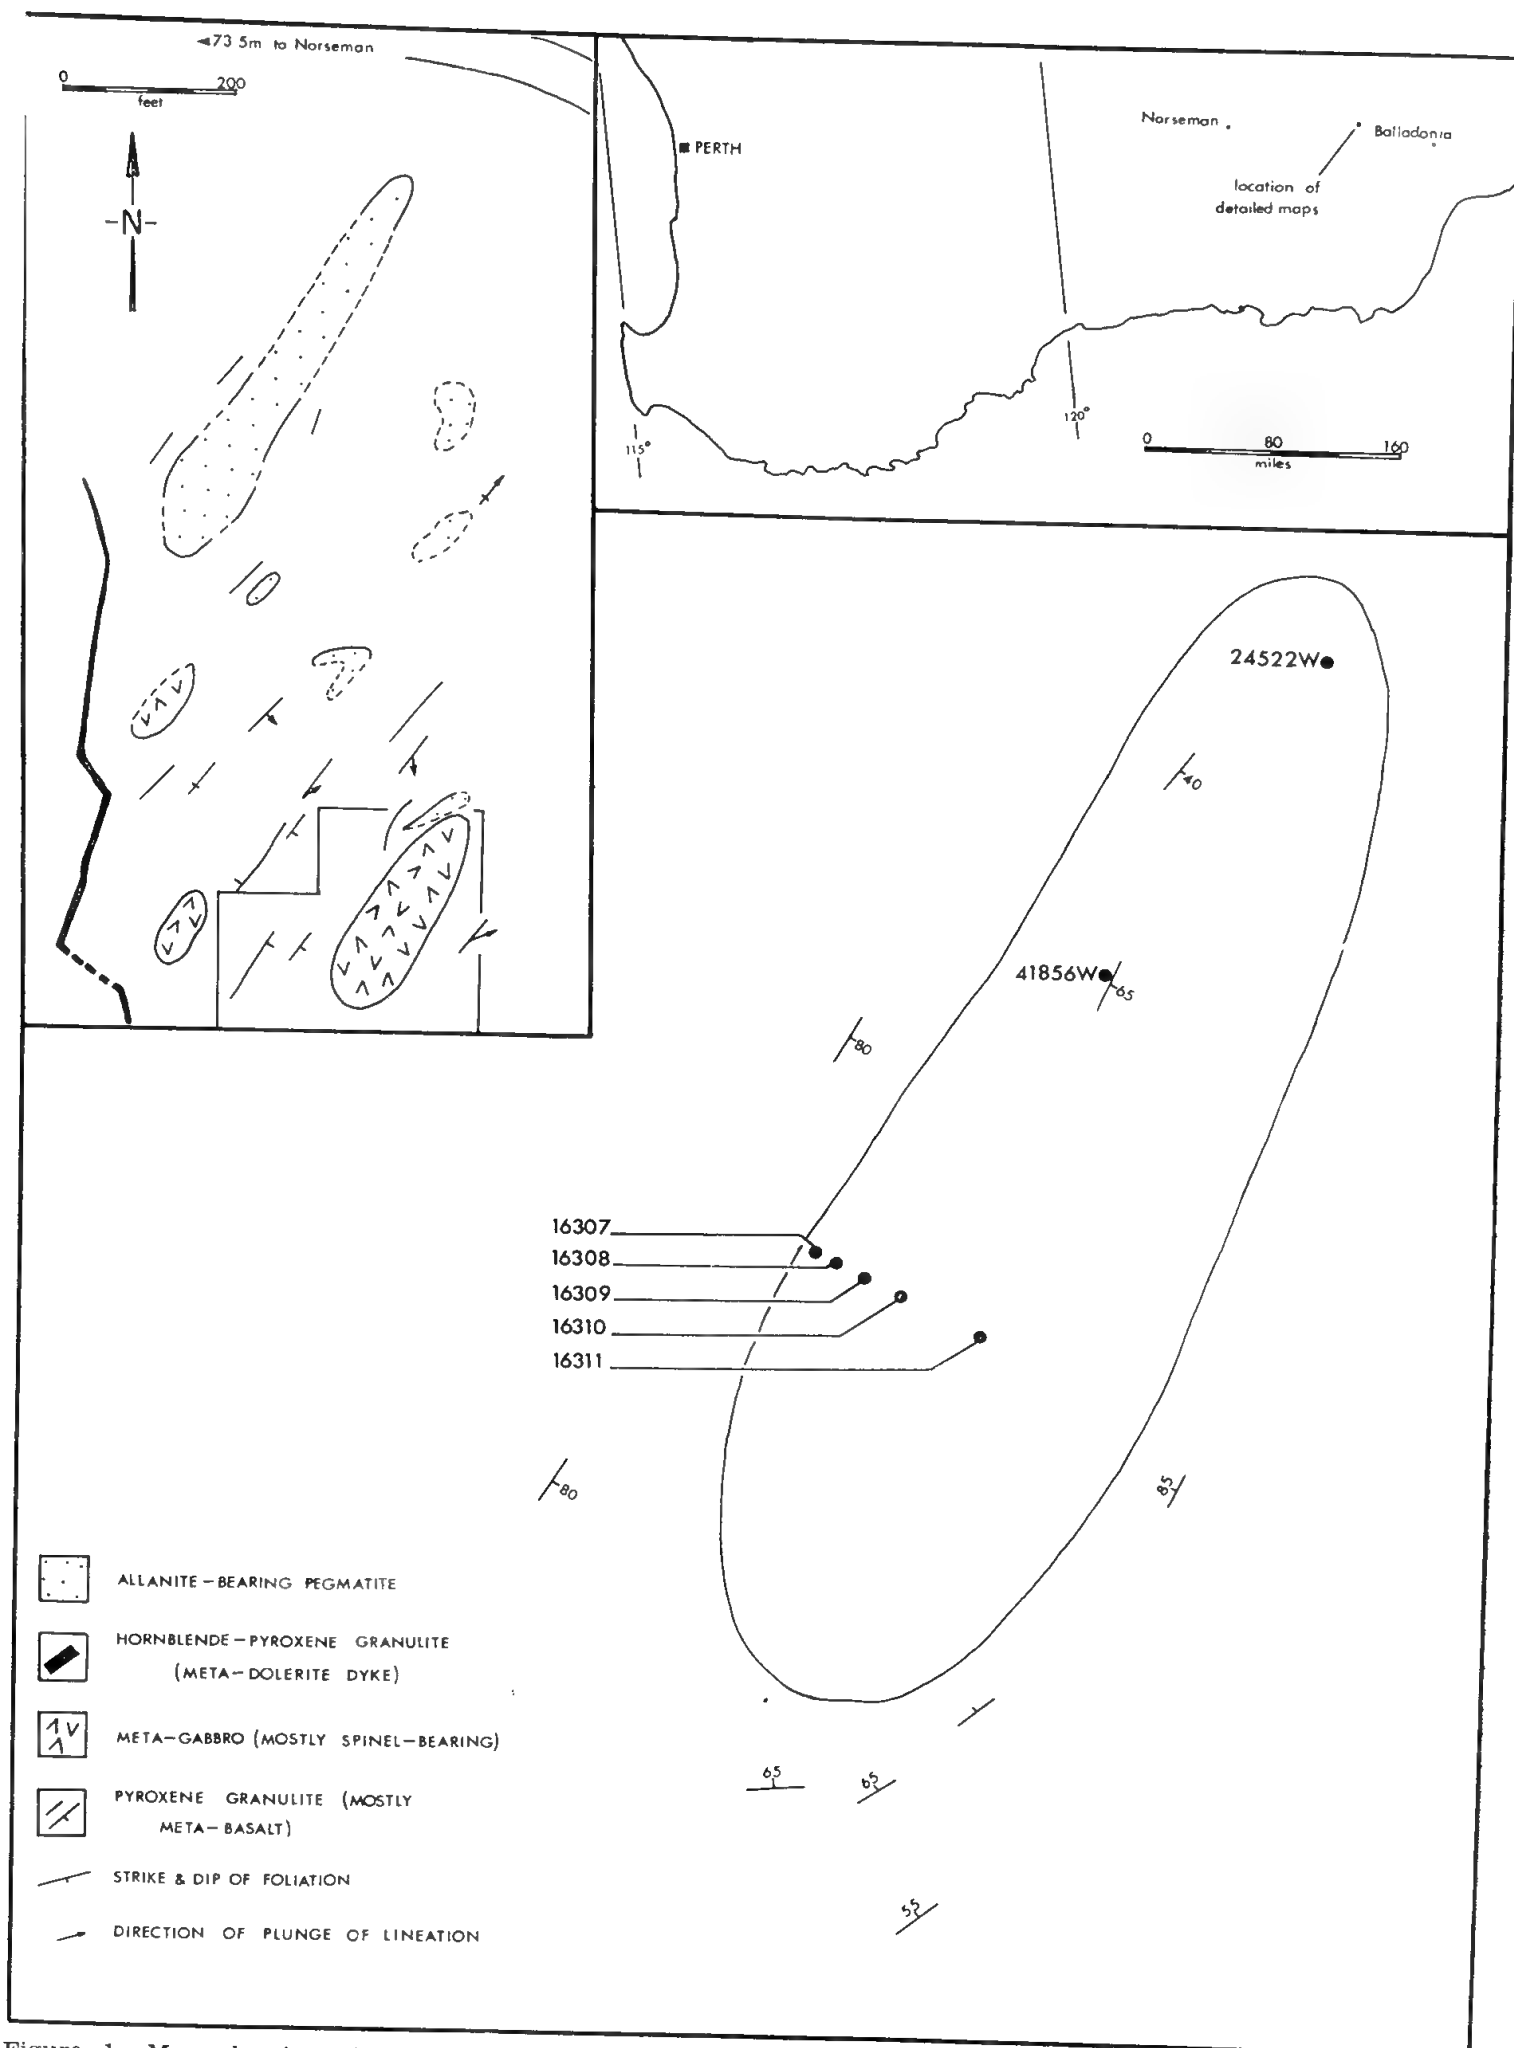 ◄73 5m to Norseman
0 200
feet
-N-
PERTH
Norseman
Balladonia
location of
detailed maps
115°
120°
0 80 160
miles
24522W
40
41856W
65
80
16307
16308
16309
16310
16311
80
85
65
65
55
ALLANITE–BEARING PEGMATITE
HORNBLENDE–PYROXENE GRANULITE
(META–DOLERITE DYKE)
META–GABBRO (MOSTLY SPINEL–BEARING)
PYROXENE GRANULITE (MOSTLY
META–BASALT)
STRIKE & DIP OF FOLIATION
DIRECTION OF PLUNGE OF LINEATION